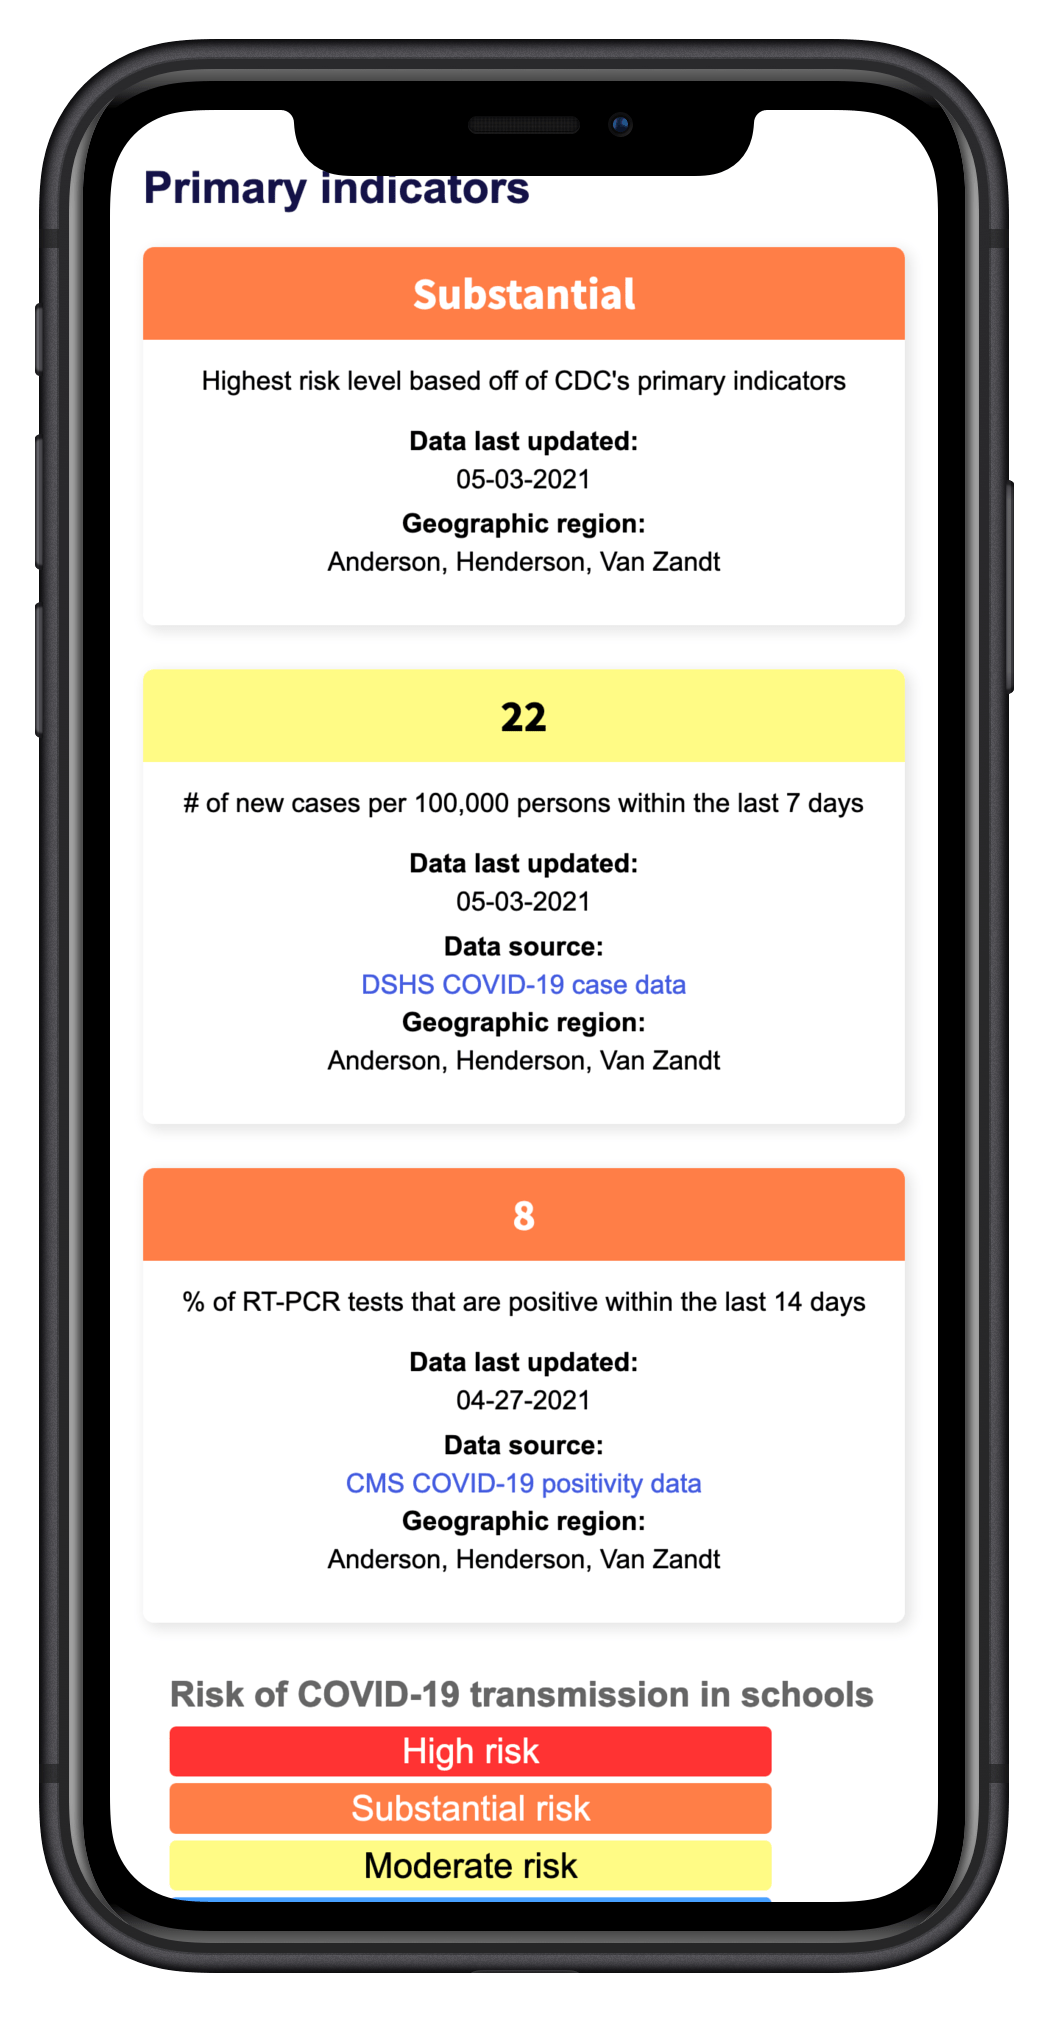 Primary indicators
Substantial
Highest risk level based off of CDC's primary indicators
Data last updated:
05-03-2021
Geographic region:
Anderson, Henderson, Van Zandt
22
# of new cases per 100,000 persons within the last 7 days
Data last updated:
05-03-2021
Data source:
DSHS COVID-19 case data
Geographic region:
Anderson, Henderson, Van Zandt
8
% of RT-PCR tests that are positive within the last 14 days
Data last updated:
04-27-2021
Data source:
CMS COVID-19 positivity data
Geographic region:
Anderson, Henderson, Van Zandt
Risk of COVID-19 transmission in schools
High risk
Substantial risk
Moderate risk